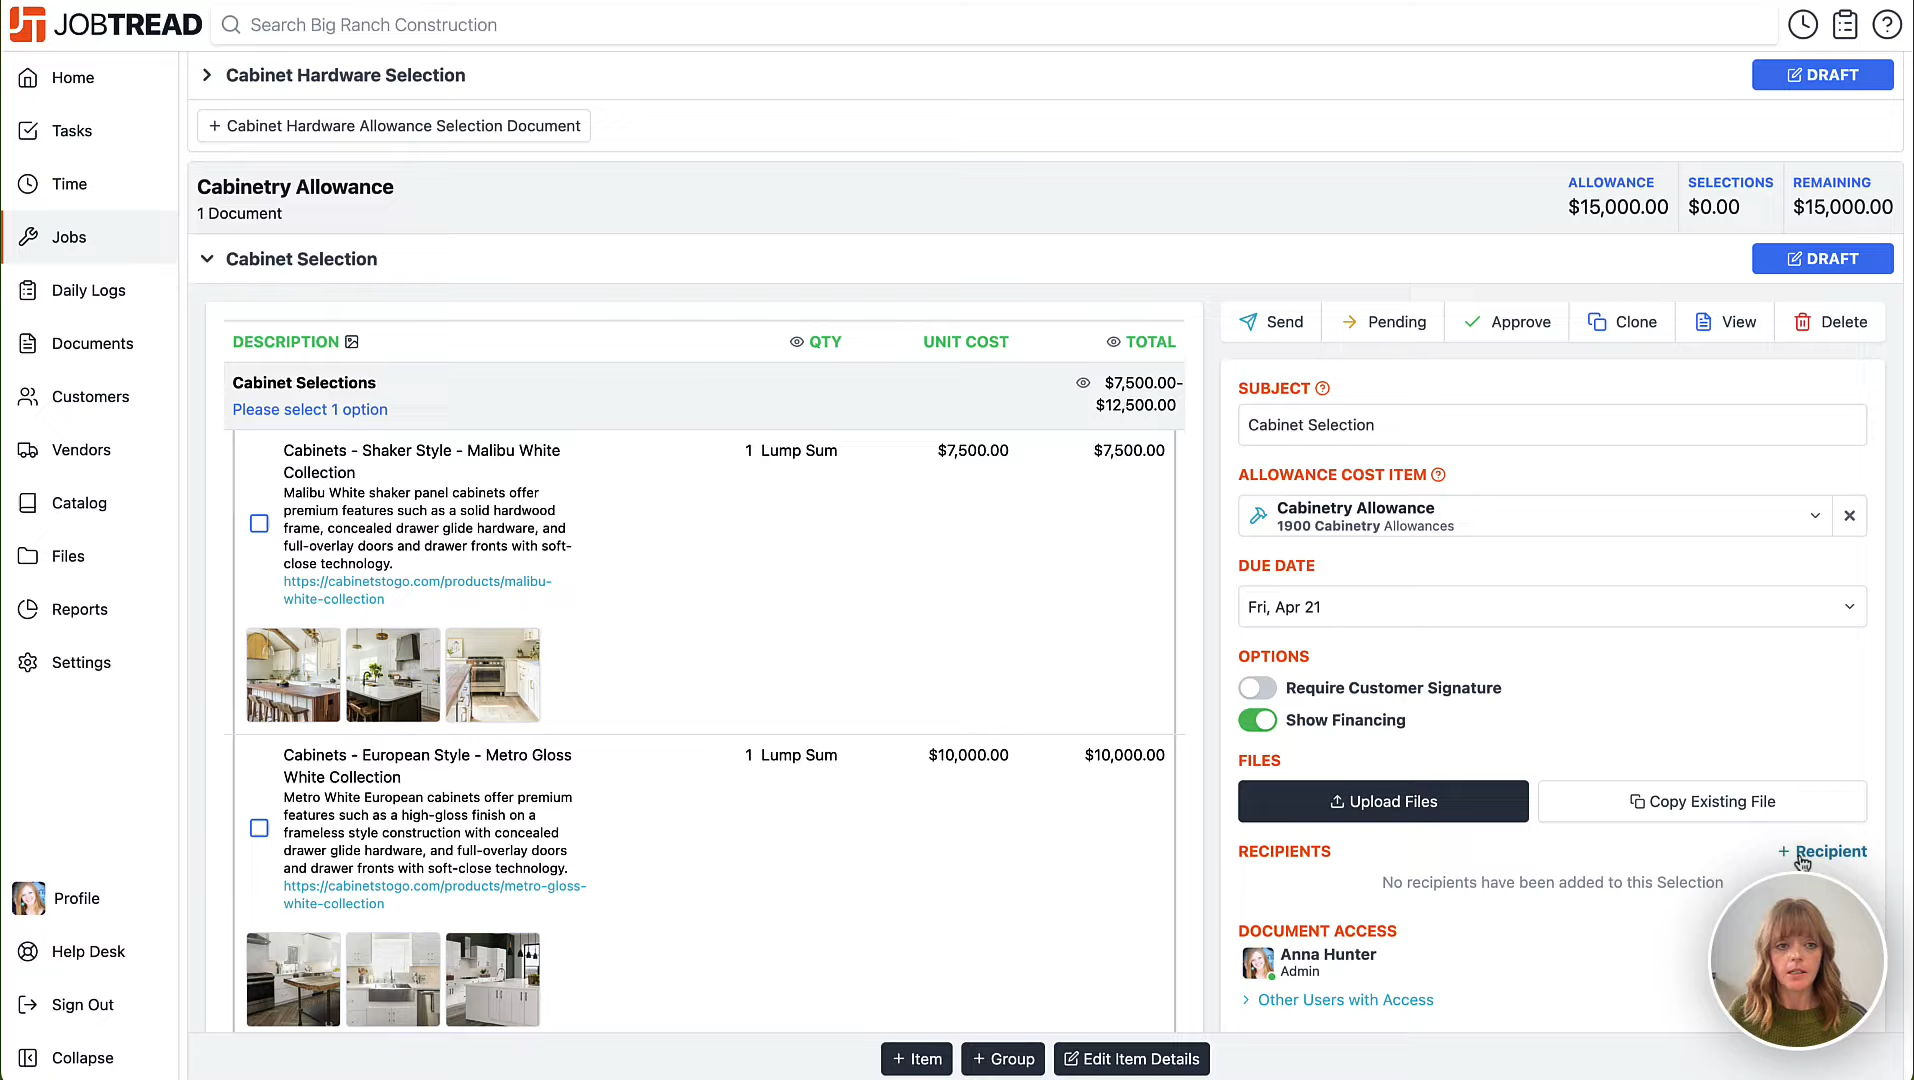 JOBTREAD
Search Big Ranch Construction
Home
Tasks
Time
Jobs
Daily Logs
Documents
Customers
Vendors
Catalog
Files
Reports
Settings
Profile
Help Desk
Sign Out
Collapse
Cabinet Hardware Selection
DRAFT
+ Cabinet Hardware Allowance Selection Document
Cabinetry Allowance
1 Document
ALLOWANCE
$15,000.00
SELECTIONS
$0.00
REMAINING
$15,000.00
Cabinet Selection
DRAFT
DESCRIPTION QTY UNIT COST TOTAL
Cabinet Selections $7,500.00-
$12,500.00
Please select 1 option
Cabinets - Shaker Style - Malibu White 1 Lump Sum $7,500.00 $7,500.00
Collection
Malibu White shaker panel cabinets offer
premium features such as a solid hardwood
frame, concealed drawer glide hardware, and
full-overlay doors and drawer fronts with soft-
close technology.
https://cabinetstogo.com/products/malibu-
white-collection
Cabinets - European Style - Metro Gloss 1 Lump Sum $10,000.00 $10,000.00
White Collection
Metro White European cabinets offer premium
features such as a high-gloss finish on a
frameless style construction with concealed
drawer glide hardware, and full-overlay doors
and drawer fronts with soft-close technology.
https://cabinetstogo.com/products/metro-gloss-
white-collection
Send Pending Approve Clone View Delete
SUBJECT
Cabinet Selection
ALLOWANCE COST ITEM
Cabinetry Allowance
1900 Cabinetry Allowances
DUE DATE
Fri, Apr 21
OPTIONS
Require Customer Signature
Show Financing
FILES
Upload Files Copy Existing File
RECIPIENTS + Recipient
No recipients have been added to this Selection
DOCUMENT ACCESS
Anna Hunter
Admin
Other Users with Access
+ Item + Group Edit Item Details